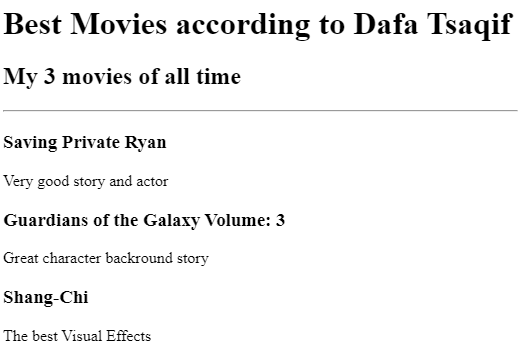 Best Movies according to Dafa Tsaqif
My 3 movies of all time
Saving Private Ryan
Very good story and actor
Guardians of the Galaxy Volume: 3
Great character backround story
Shang-Chi
The best Visual Effects